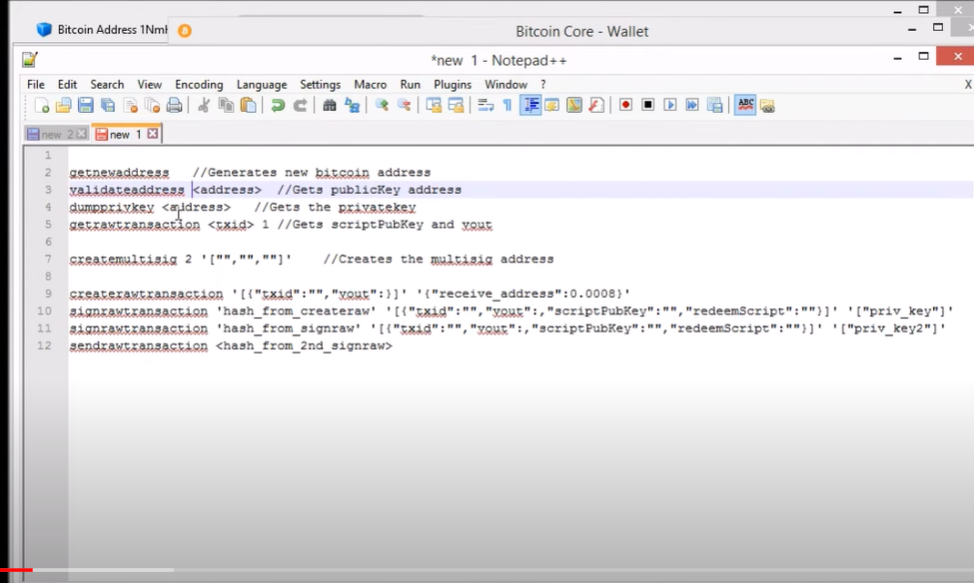 Bitcoin Address 1Nm
Bitcoin Core - Wallet
*new 1 - Notepad++
File Edit Search View Encoding Language Settings Macro Run Plugins Window ? X
ABC
new 2 new 1
1
2 getnewaddress //Generates new bitcoin address
3 validateaddress <address> //Gets publicKey address
4 dumpprivkey <address> //Gets the privatekey
5 getrawtransaction <txid> 1 //Gets scriptPubKey and vout
6
7 createmultisig 2 '["","",""]' //Creates the multisig address
8
9 createrawtransaction '[{"txid":"","vout":}]' '{"receive_address":0.0008}'
10 signrawtransaction 'hash_from_createraw' '[{"txid":"","vout":,"scriptPubKey":"","redeemScript":""}]' '["priv_key"]'
11 signrawtransaction 'hash_from_signraw' '[{"txid":"","vout":,"scriptPubKey":"","redeemScript":""}]' '["priv_key2"]'
12 sendrawtransaction <hash_from_2nd_signraw>